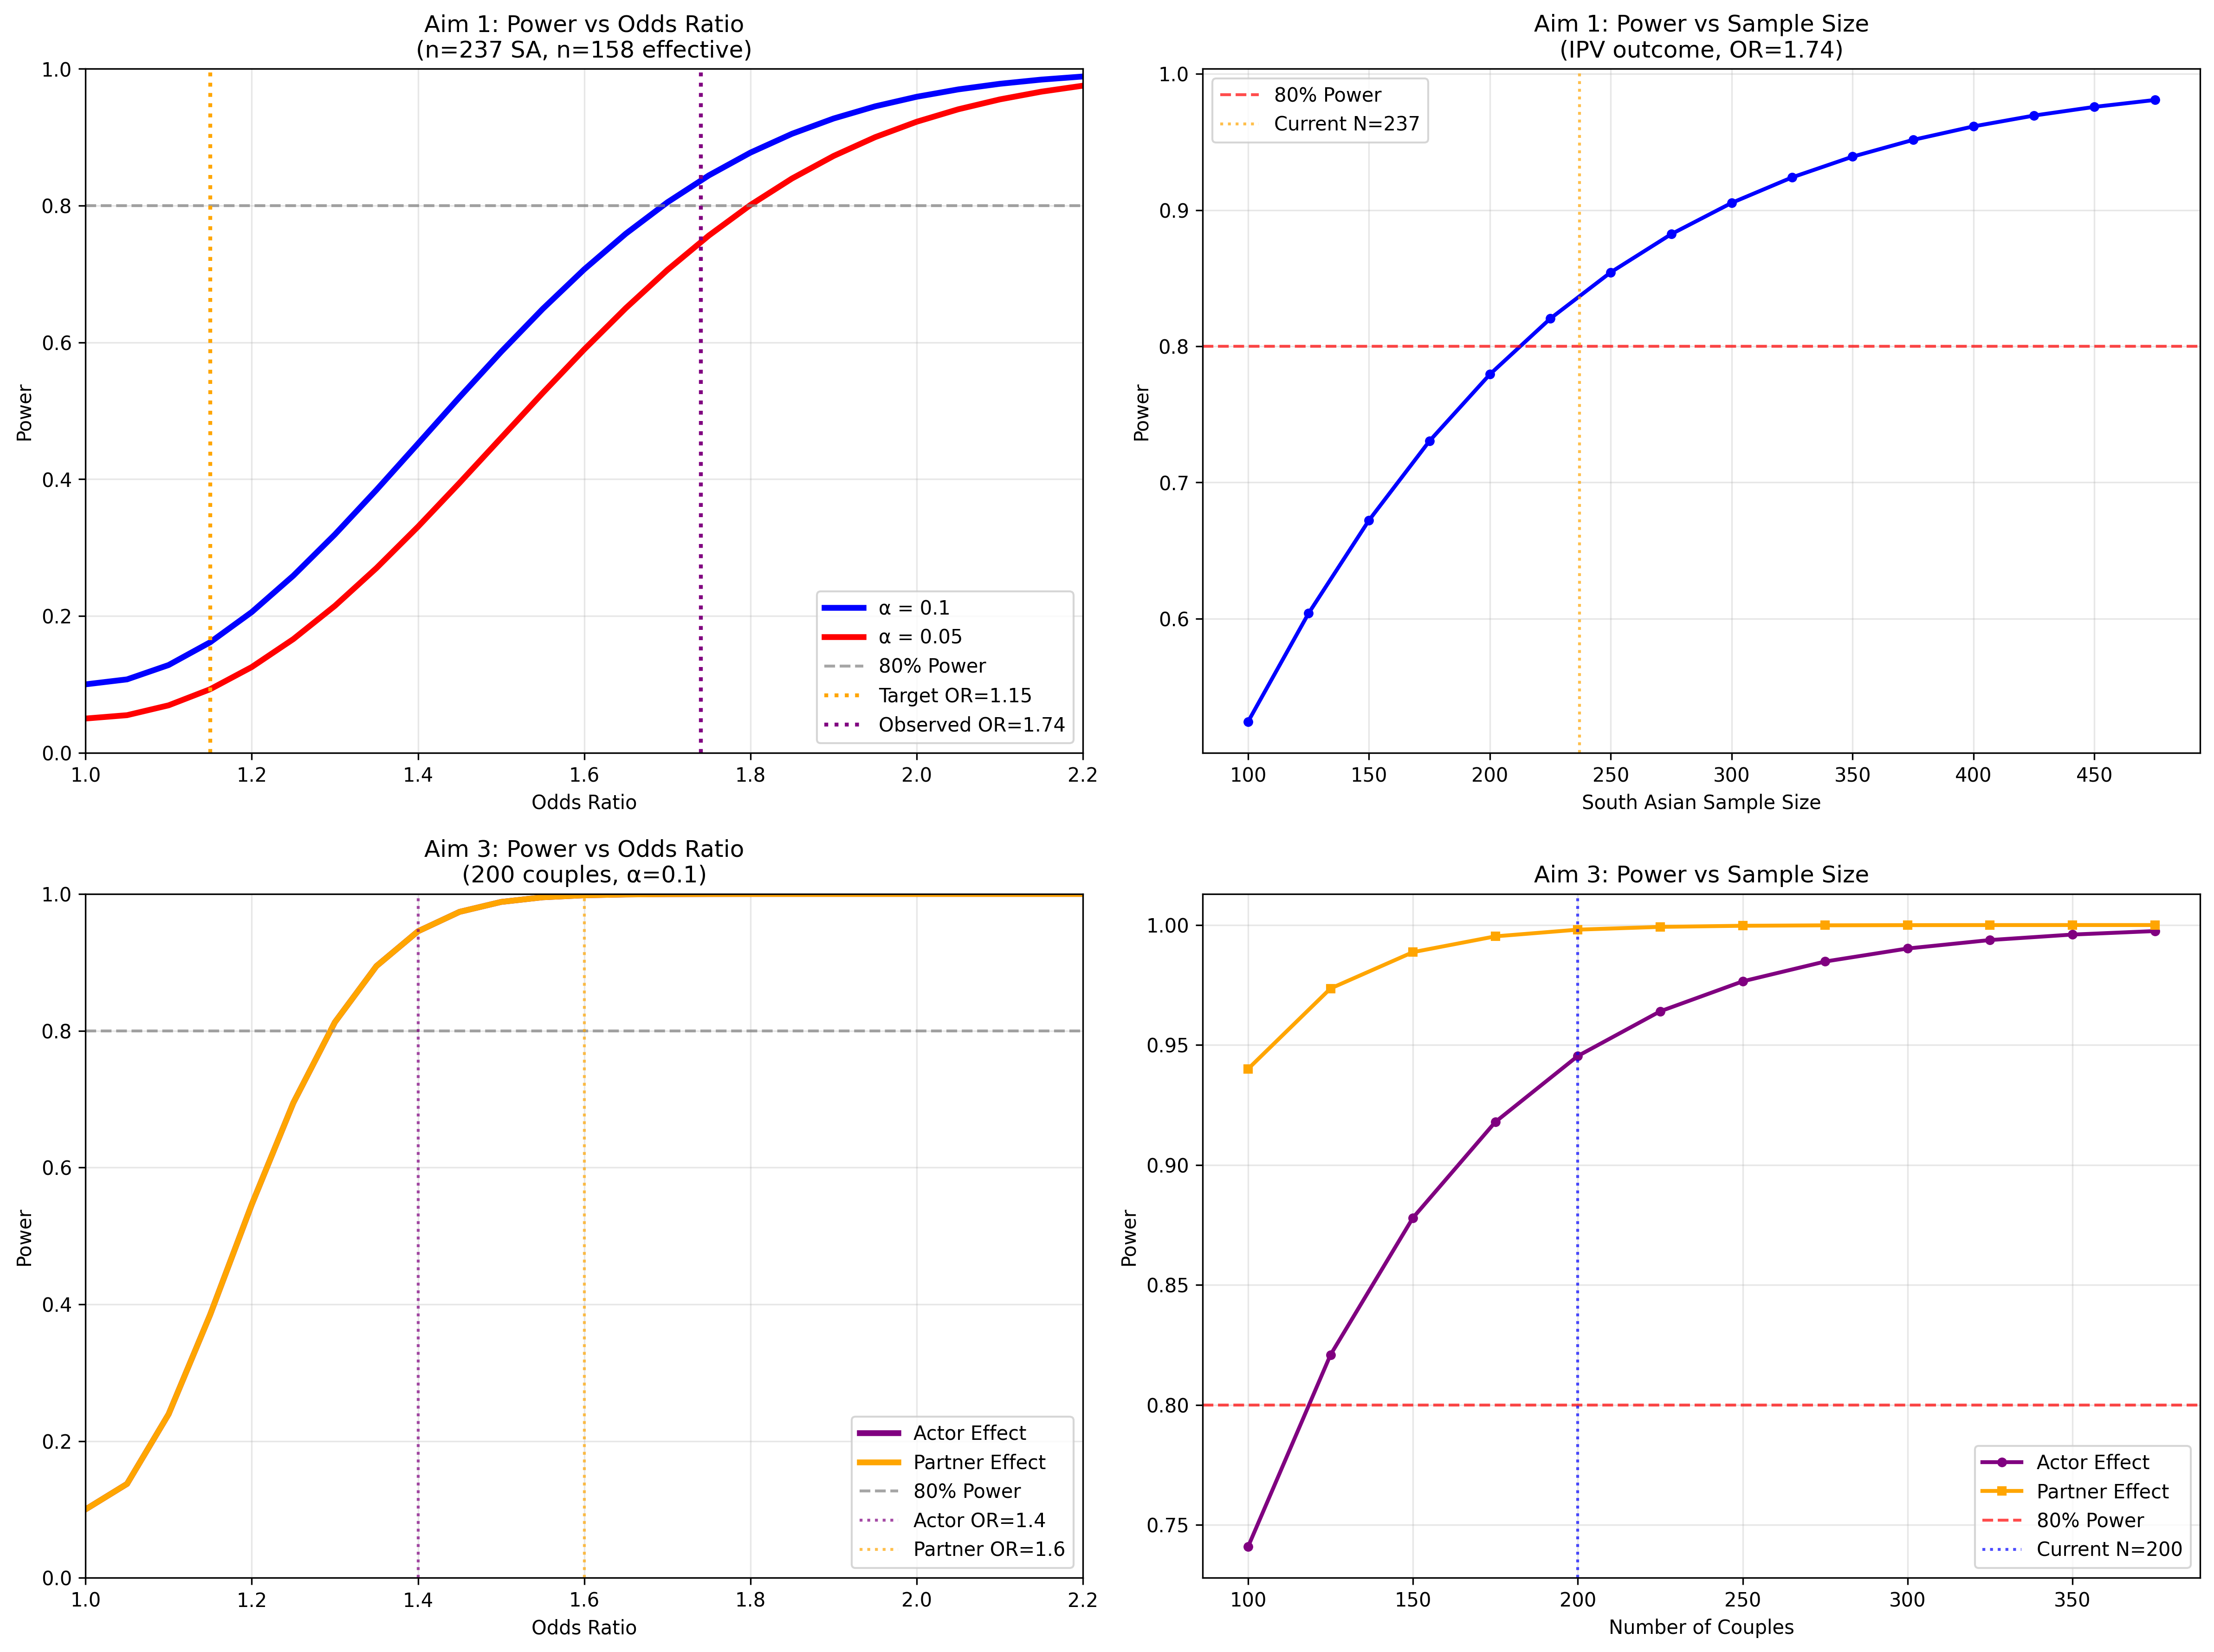 Aim 1: Power vs Odds Ratio
(n=237 SA, n=158 effective)
1.0
0.8
0.6
0.4
0.2
0.0
Power
1.0 1.2 1.4 1.6 1.8 2.0 2.2
Odds Ratio
α = 0.1
α = 0.05
80% Power
Target OR=1.15
Observed OR=1.74
Aim 1: Power vs Sample Size
(IPV outcome, OR=1.74)
1.0
0.9
0.8
0.7
0.6
Power
100 150 200 250 300 350 400 450
South Asian Sample Size
80% Power
Current N=237
Aim 3: Power vs Odds Ratio
(200 couples, α=0.1)
1.0
0.8
0.6
0.4
0.2
0.0
Power
1.0 1.2 1.4 1.6 1.8 2.0 2.2
Odds Ratio
Actor Effect
Partner Effect
80% Power
Actor OR=1.4
Partner OR=1.6
Aim 3: Power vs Sample Size
1.00
0.95
0.90
0.85
0.80
0.75
Power
100 150 200 250 300 350
Number of Couples
Actor Effect
Partner Effect
80% Power
Current N=200